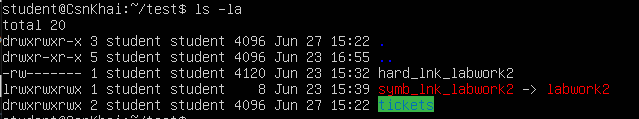 student@CsnKhai:~/test$ ls -la
total 20
drwxrwxr-x 3 student student 4096 Jun 27 15:22 .
drwxr-xr-x 5 student student 4096 Jun 23 16:55 ..
-rw------- 1 student student 4120 Jun 23 15:32 hard_lnk_labwork2
lrwxrwxrwx 1 student student    8 Jun 23 15:39 symb_lnk_labwork2 -> labwork2
drwxrwxrwx 2 student student 4096 Jun 27 15:22 tickets
student@CsnKhai:~/test$